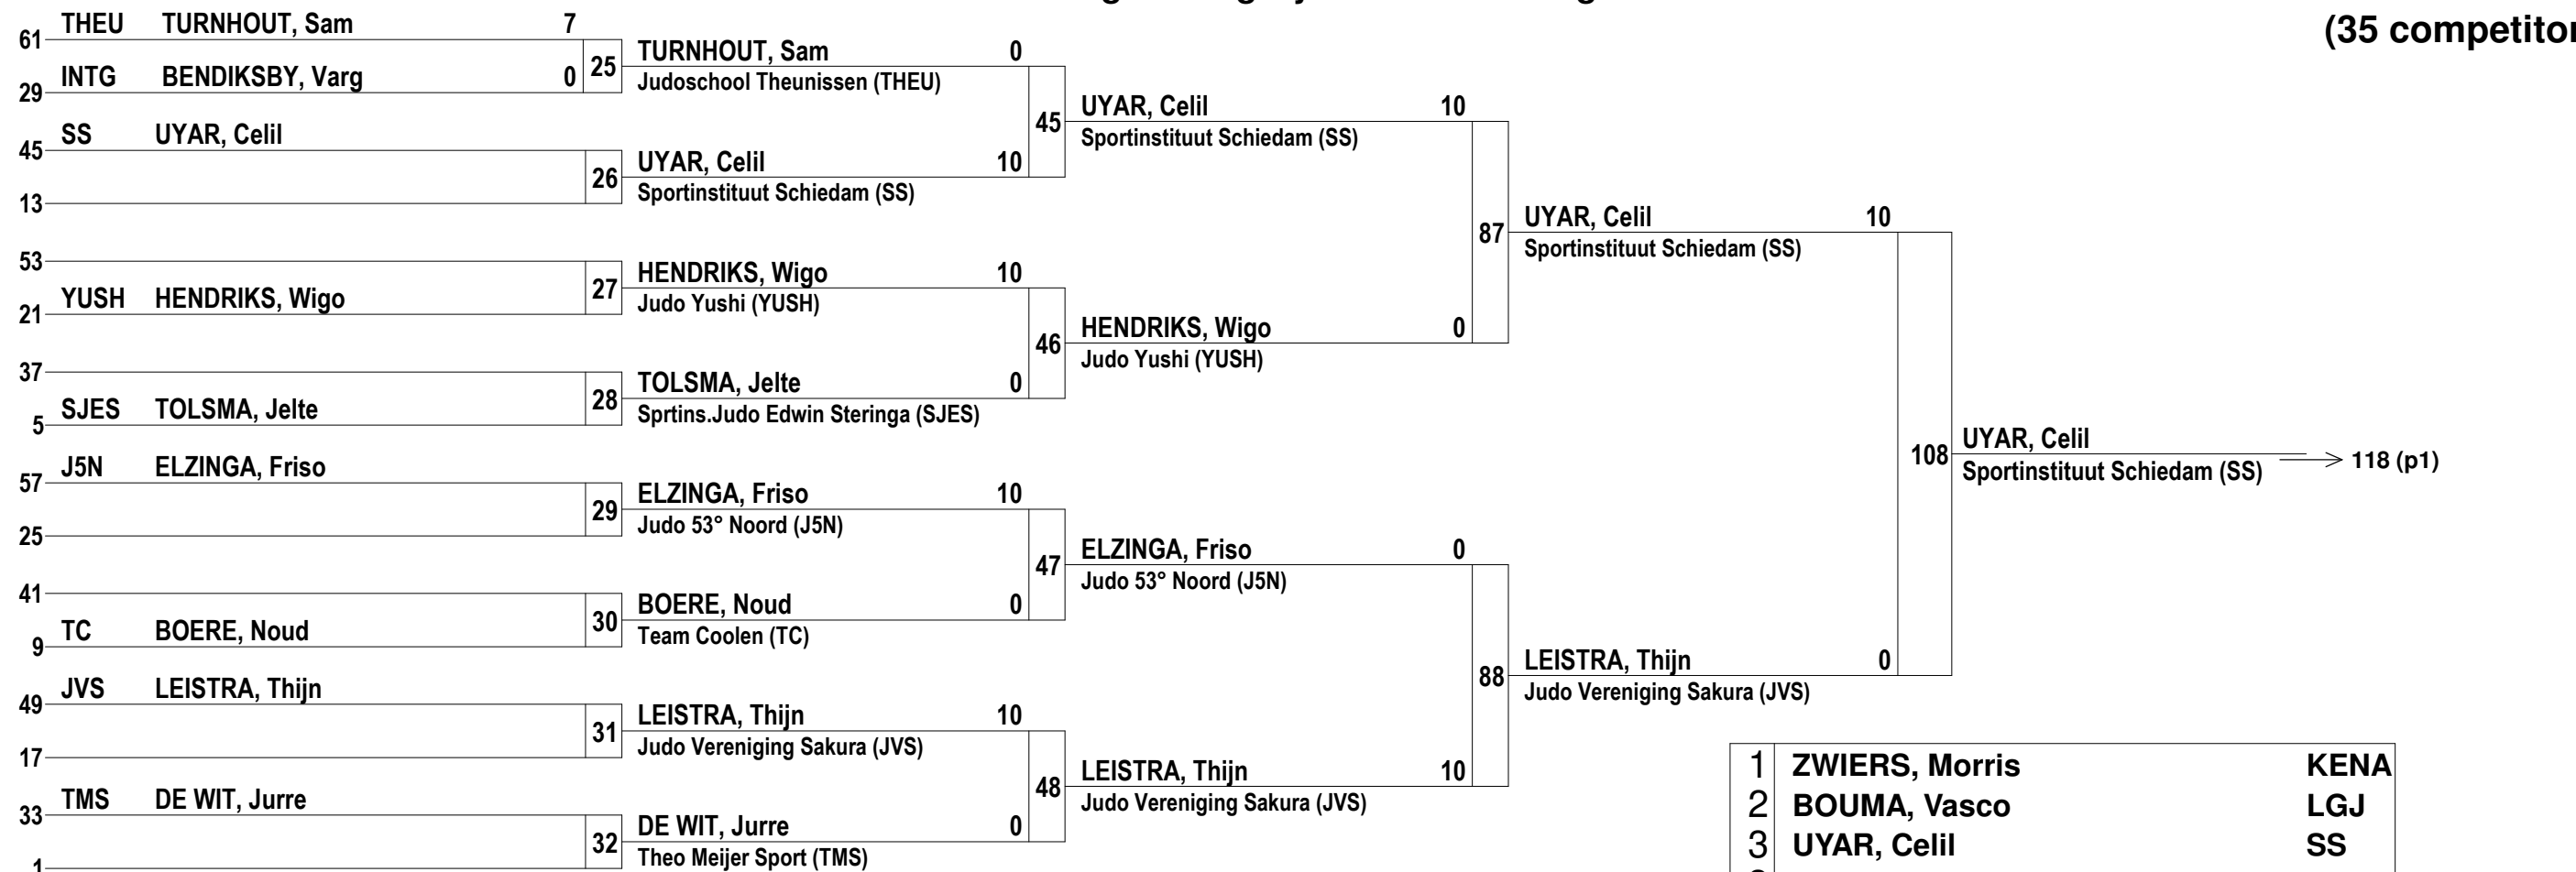 (35 competitor
61 THEU TURNHOUT, Sam 7
29 INTG BENDIKSBY, Varg 0
25
TURNHOUT, Sam 0
Judoschool Theunissen (THEU)
45 SS UYAR, Celil
13
26
UYAR, Celil 10
Sportinstituut Schiedam (SS)
45
UYAR, Celil 10
Sportinstituut Schiedam (SS)
53
21 YUSH HENDRIKS, Wigo
27
HENDRIKS, Wigo 10
Judo Yushi (YUSH)
37
5 SJES TOLSMA, Jelte
28
TOLSMA, Jelte 0
Sprtins.Judo Edwin Steringa (SJES)
46
HENDRIKS, Wigo 0
Judo Yushi (YUSH)
87
UYAR, Celil 10
Sportinstituut Schiedam (SS)
57 J5N ELZINGA, Friso
25
29
ELZINGA, Friso 10
Judo 53° Noord (J5N)
41
9 TC BOERE, Noud
30
BOERE, Noud 0
Team Coolen (TC)
47
ELZINGA, Friso 0
Judo 53° Noord (J5N)
49 JVS LEISTRA, Thijn
17
31
LEISTRA, Thijn 10
Judo Vereniging Sakura (JVS)
33 TMS DE WIT, Jurre
1
32
DE WIT, Jurre 0
Theo Meijer Sport (TMS)
48
LEISTRA, Thijn 10
Judo Vereniging Sakura (JVS)
88
LEISTRA, Thijn 0
Judo Vereniging Sakura (JVS)
108
UYAR, Celil
Sportinstituut Schiedam (SS)
118 (p1)
1 ZWIERS, Morris KENA
2 BOUMA, Vasco LGJ
3 UYAR, Celil SS